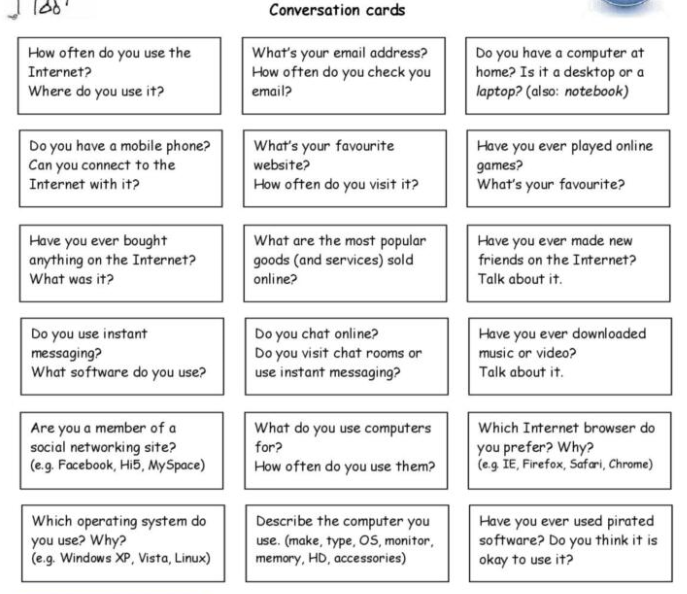 Conversation cards
How often do you use the
Internet?
Where do you use it?
What's your email address?
How often do you check you
email?
Do you have a computer at
home? Is it a desktop or a
laptop? (also: notebook)
Do you have a mobile phone?
Can you connect to the
Internet with it?
What's your favourite
website?
How often do you visit it?
Have you ever played online
games?
What's your favourite?
Have you ever bought
anything on the Internet?
What was it?
What are the most popular
goods (and services) sold
online?
Have you ever made new
friends on the Internet?
Talk about it.
Do you use instant
messaging?
What software do you use?
Do you chat online?
Do you visit chat rooms or
use instant messaging?
Have you ever downloaded
music or video?
Talk about it.
Are you a member of a
social networking site?
(e.g. Facebook, Hi5, MySpace)
What do you use computers
for?
How often do you use them?
Which Internet browser do
you prefer? Why?
(e.g. IE, Firefox, Safari, Chrome)
Which operating system do
you use? Why?
(e.g. Windows XP, Vista, Linux)
Describe the computer you
use. (make, type, OS, monitor,
memory, HD, accessories)
Have you ever used pirated
software? Do you think it is
okay to use it?